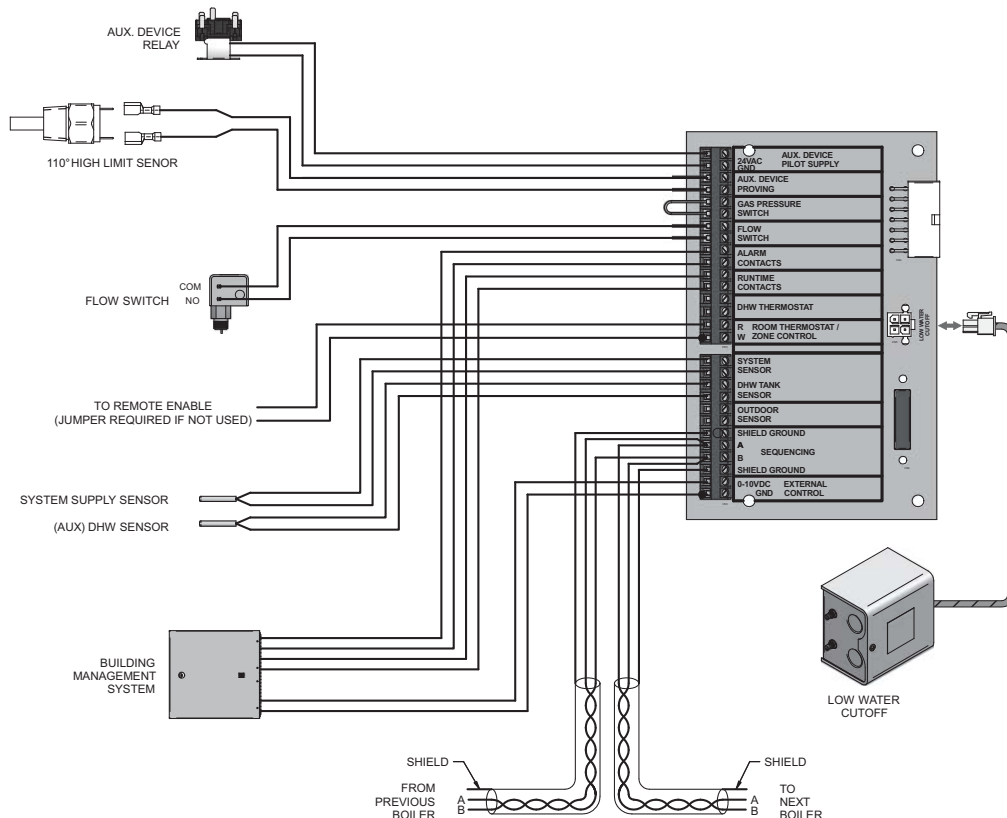 AUX. DEVICE
RELAY
110° HIGH LIMIT SENOR
COM
NO
FLOW SWITCH
TO REMOTE ENABLE
(JUMPER REQUIRED IF NOT USED)
SYSTEM SUPPLY SENSOR
(AUX) DHW SENSOR
BUILDING
MANAGEMENT
SYSTEM
24VAC
GND
AUX. DEVICE
PILOT SUPPLY
AUX. DEVICE
PROVING
GAS PRESSURE
SWITCH
FLOW
SWITCH
ALARM
CONTACTS
RUNTIME
CONTACTS
DHW THERMOSTAT
R ROOM THERMOSTAT /
W ZONE CONTROL
SYSTEM
SENSOR
DHW TANK
SENSOR
OUTDOOR
SENSOR
SHIELD GROUND
A
SEQUENCING
B
SHIELD GROUND
0-10VDC EXTERNAL
GND CONTROL
LOW WATER
CUTOFF
LOW WATER
CUTOFF
SHIELD
FROM
PREVIOUS
BOILER
A
B
SHIELD
TO
NEXT
BOILER
A
B